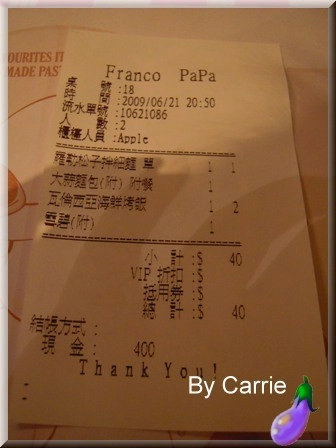 FAVOURITES IT
MADE PAS
Franco PaPa
桌 號:18
時 間:2009/06/21 20:50
流水單號:10621086
人 數:2
櫃檯人員:Apple
羅勒松子拌細麵 單 1 1
大蒜麵包(附) 附餐 1
瓦倫西亞海鮮烤飯 1 2
雪碧(附) 1
小 計:$ 40
VIP 折扣:$
抵用券:$
總 計:$ 40
結帳方式:
現 金: 400
Thank You!
By Carrie